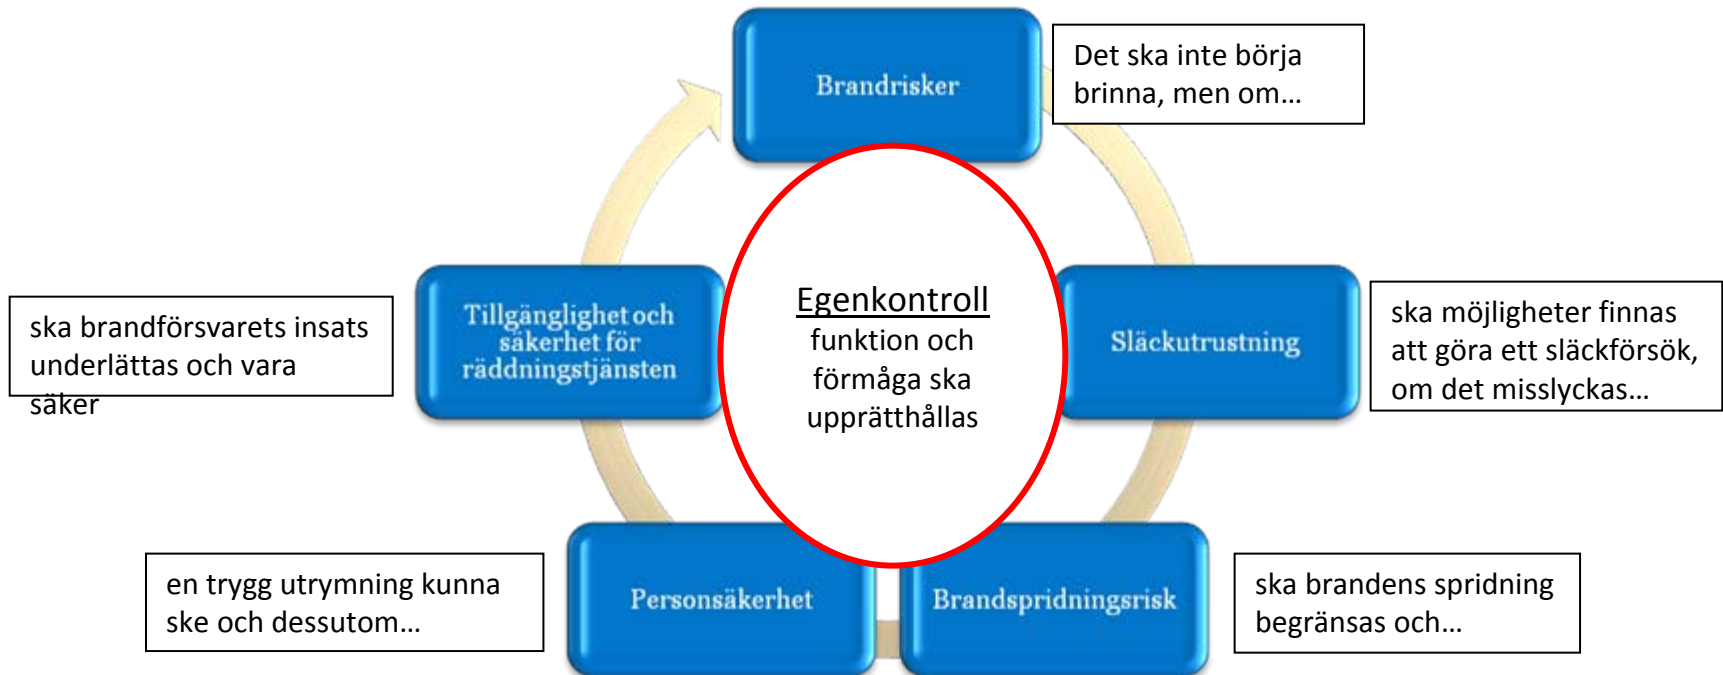 Brandrisker
Det ska inte börja
brinna, men om…
Släckutrustning
ska möjligheter finnas
att göra ett släckförsök,
om det misslyckas…
Brandspridningsrisk
ska brandens spridning
begränsas och…
Personsäkerhet
en trygg utrymning kunna
ske och dessutom…
Tillgänglighet och
säkerhet för
räddningstjänsten
ska brandförsvarets insats
underlättas och vara
säker
Egenkontroll
funktion och
förmåga ska
upprätthållas